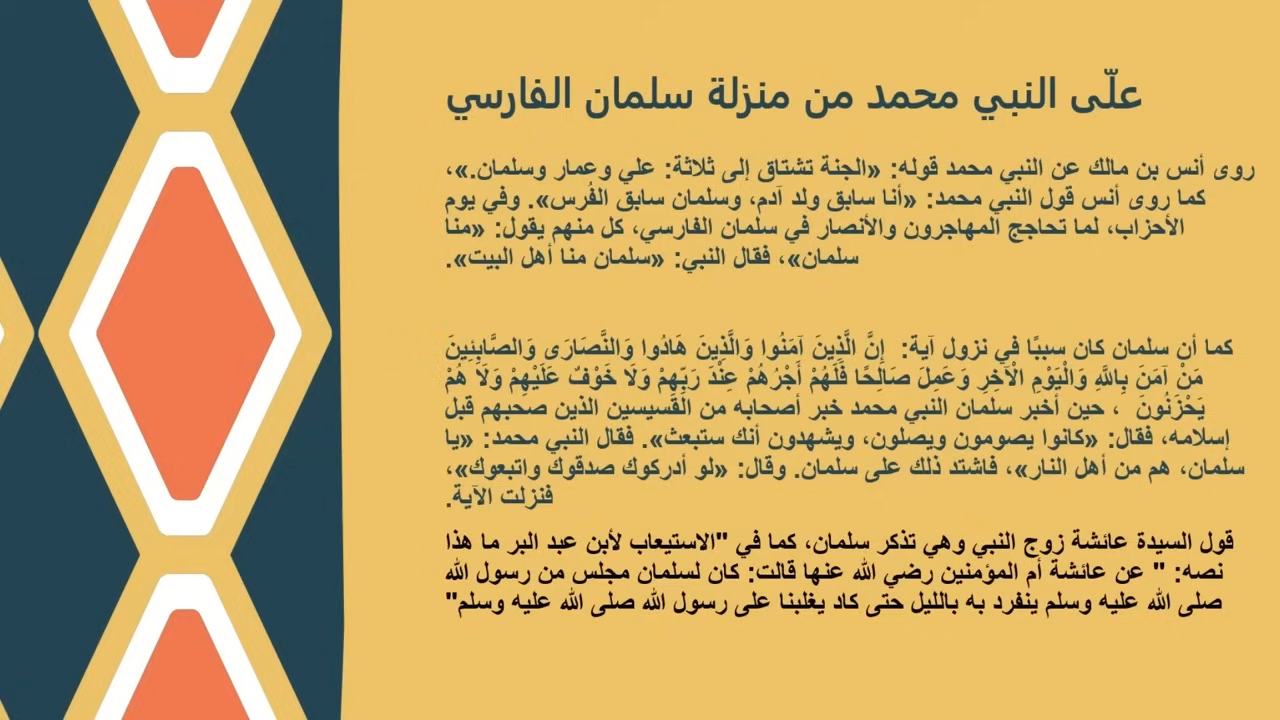 علّى النبي محمد من منزلة سلمان الفارسي
روى أنس بن مالك عن النبي محمد قوله: «الجنة تشتاق إلى ثلاثة: علي وعمار وسلمان.»،
كما روى أنس قول النبي محمد: «أنا سابق ولد آدم، وسلمان سابق الفُرس». وفي يوم
الأحزاب، لما تحاجج المهاجرون والأنصار في سلمان الفارسي، كل منهم يقول: «منا
سلمان»، فقال النبي: «سلمان منا أهل البيت».
كما أن سلمان كان سببًا في نزول آية: إِنَّ الَّذِينَ آمَنُوا وَالَّذِينَ هَادُوا وَالنَّصَارَى وَالصَّابِئِينَ
مَنْ آمَنَ بِاللَّهِ وَالْيَوْمِ الْآخِرِ وَعَمِلَ صَالِحًا فَلَهُمْ أَجْرُهُمْ عِنْدَ رَبِّهِمْ وَلَا خَوْفٌ عَلَيْهِمْ وَلَا هُمْ
يَحْزَنُونَ ، حين أخبر سلمان النبي محمد خبر أصحابه من القسيسين الذين صحبهم قبل
إسلامه، فقال: «كانوا يصومون ويصلون، ويشهدون أنك ستبعث». فقال النبي محمد: «يا
سلمان، هم من أهل النار»، فاشتد ذلك على سلمان. وقال: «لو أدركوك صدقوك واتبعوك»،
فنزلت الآية.
قول السيدة عائشة زوج النبي وهي تذكر سلمان، كما في "الاستيعاب لأبن عبد البر ما هذا
نصه: " عن عائشة أم المؤمنين رضي الله عنها قالت: كان لسلمان مجلس من رسول الله
صلى الله عليه وسلم ينفرد به بالليل حتى كاد يغلبنا على رسول الله صلى الله عليه وسلم"